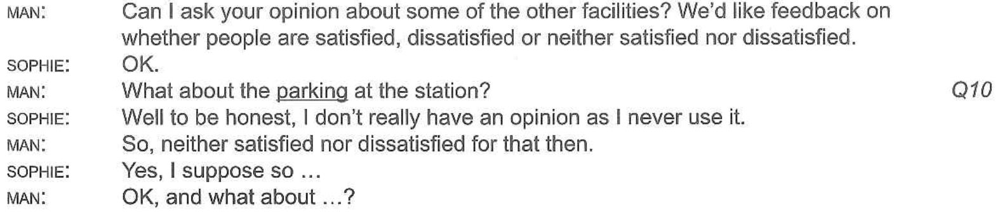 MAN: Can I ask your opinion about some of the other facilities? We'd like feedback on
whether people are satisfied, dissatisfied or neither satisfied nor dissatisfied.
SOPHIE: OK.
MAN: What about the parking at the station? Q10
SOPHIE: Well to be honest, I don't really have an opinion as I never use it.
MAN: So, neither satisfied nor dissatisfied for that then.
SOPHIE: Yes, I suppose so ...
MAN: OK, and what about ...?